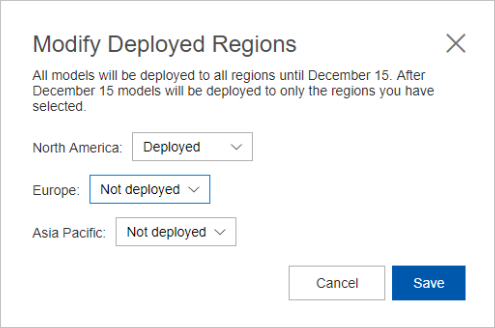 Modify Deployed Regions
All models will be deployed to all regions until December 15. After
December 15 models will be deployed to only the regions you have
selected.
North America: Deployed
Europe: Not deployed
Asia Pacific: Not deployed
Cancel Save